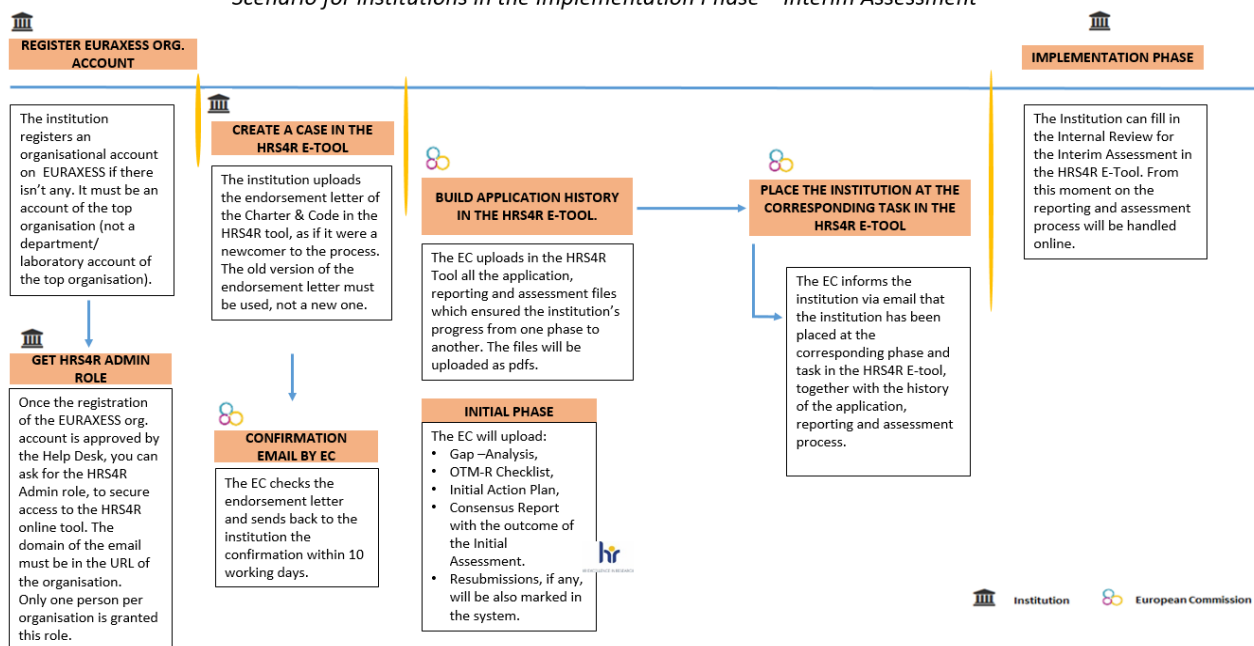 Scenario for Institutions in the Implementation Phase – Interim Assessment
REGISTER EURAXESS ORG.
ACCOUNT
The institution
registers an
organisational account
on EURAXESS if there
isn’t any. It must be an
account of the top
organisation (not a
department/
laboratory account of
the top organisation).
GET HRS4R ADMIN
ROLE
Once the registration
of the EURAXESS org.
account is approved by
the Help Desk, you can
ask for the HRS4R
Admin role, to secure
access to the HRS4R
online tool. The
domain of the email
must be in the URL of
the organisation.
Only one person per
organisation is granted
this role.
CREATE A CASE IN THE
HRS4R E-TOOL
The institution uploads
the endorsement letter of
the Charter & Code in the
HRS4R tool, as if it were a
newcomer to the process.
The old version of the
endorsement letter must
be used, not a new one.
CONFIRMATION
EMAIL BY EC
The EC checks the
endorsement letter
and sends back to the
institution the
confirmation within 10
working days.
BUILD APPLICATION HISTORY
IN THE HRS4R E-TOOL.
The EC uploads in the HRS4R
Tool all the application,
reporting and assessment files
which ensured the institution’s
progress from one phase to
another. The files will be
uploaded as pdfs.
INITIAL PHASE
The EC will upload:
• Gap –Analysis,
• OTM-R Checklist,
• Initial Action Plan,
• Consensus Report
with the outcome of
the Initial
Assessment.
• Resubmissions, if any,
will be also marked in
the system.
hr
PLACE THE INSTITUTION AT THE
CORRESPONDING TASK IN THE
HRS4R E-TOOL
The EC informs the
institution via email that
the institution has been
placed at the
corresponding phase and
task in the HRS4R E-tool,
together with the history
of the application,
reporting and assessment
process.
IMPLEMENTATION PHASE
The Institution can fill in
the Internal Review for
the Interim Assessment in
the HRS4R E-Tool. From
this moment on the
reporting and assessment
process will be handled
online.
Institution
European Commission